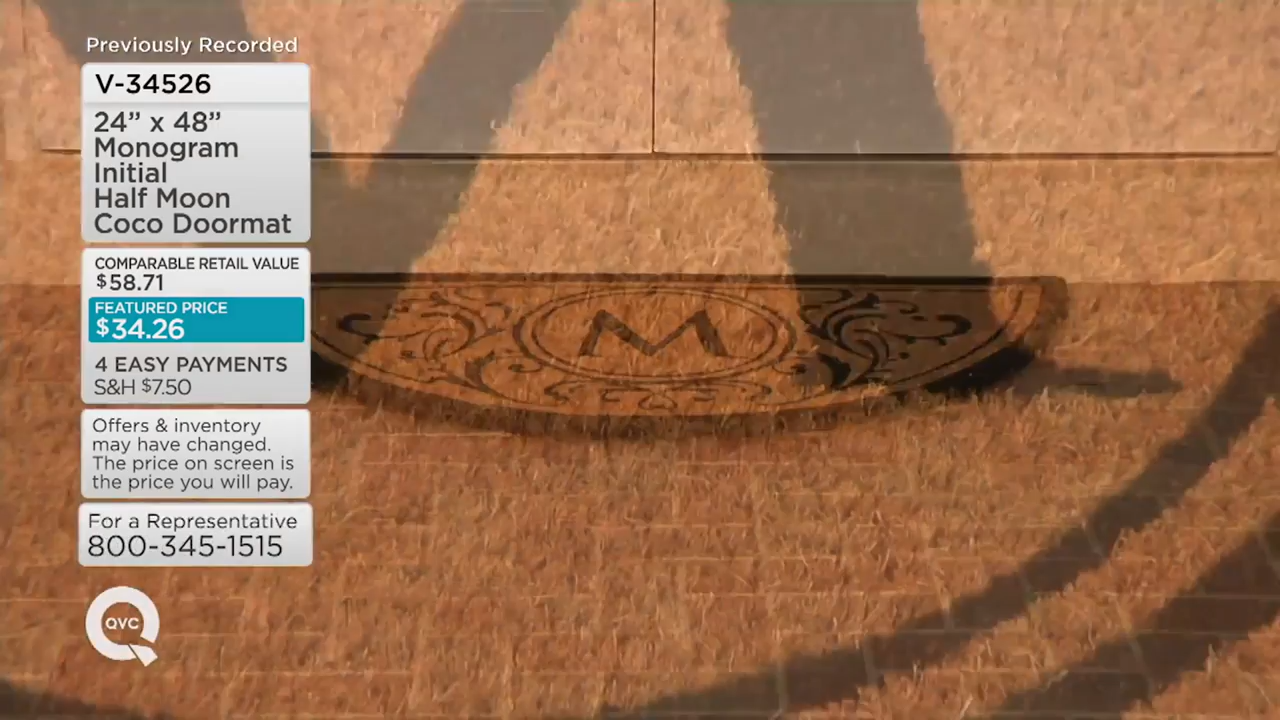 Previously Recorded
V-34526
24” x 48”
Monogram
Initial
Half Moon
Coco Doormat
COMPARABLE RETAIL VALUE
$58.71
FEATURED PRICE
$34.26
4 EASY PAYMENTS
S&H $7.50
Offers & inventory
may have changed.
The price on screen is
the price you will pay.
For a Representative
800-345-1515
QVC
M